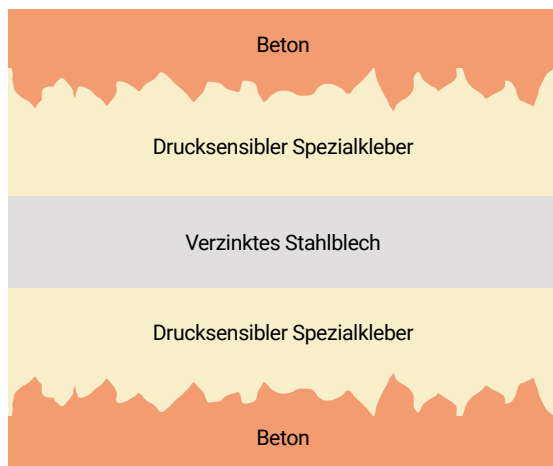 Beton
Drucksensibler Spezialkleber
Verzinktes Stahlblech
Drucksensibler Spezialkleber
Beton